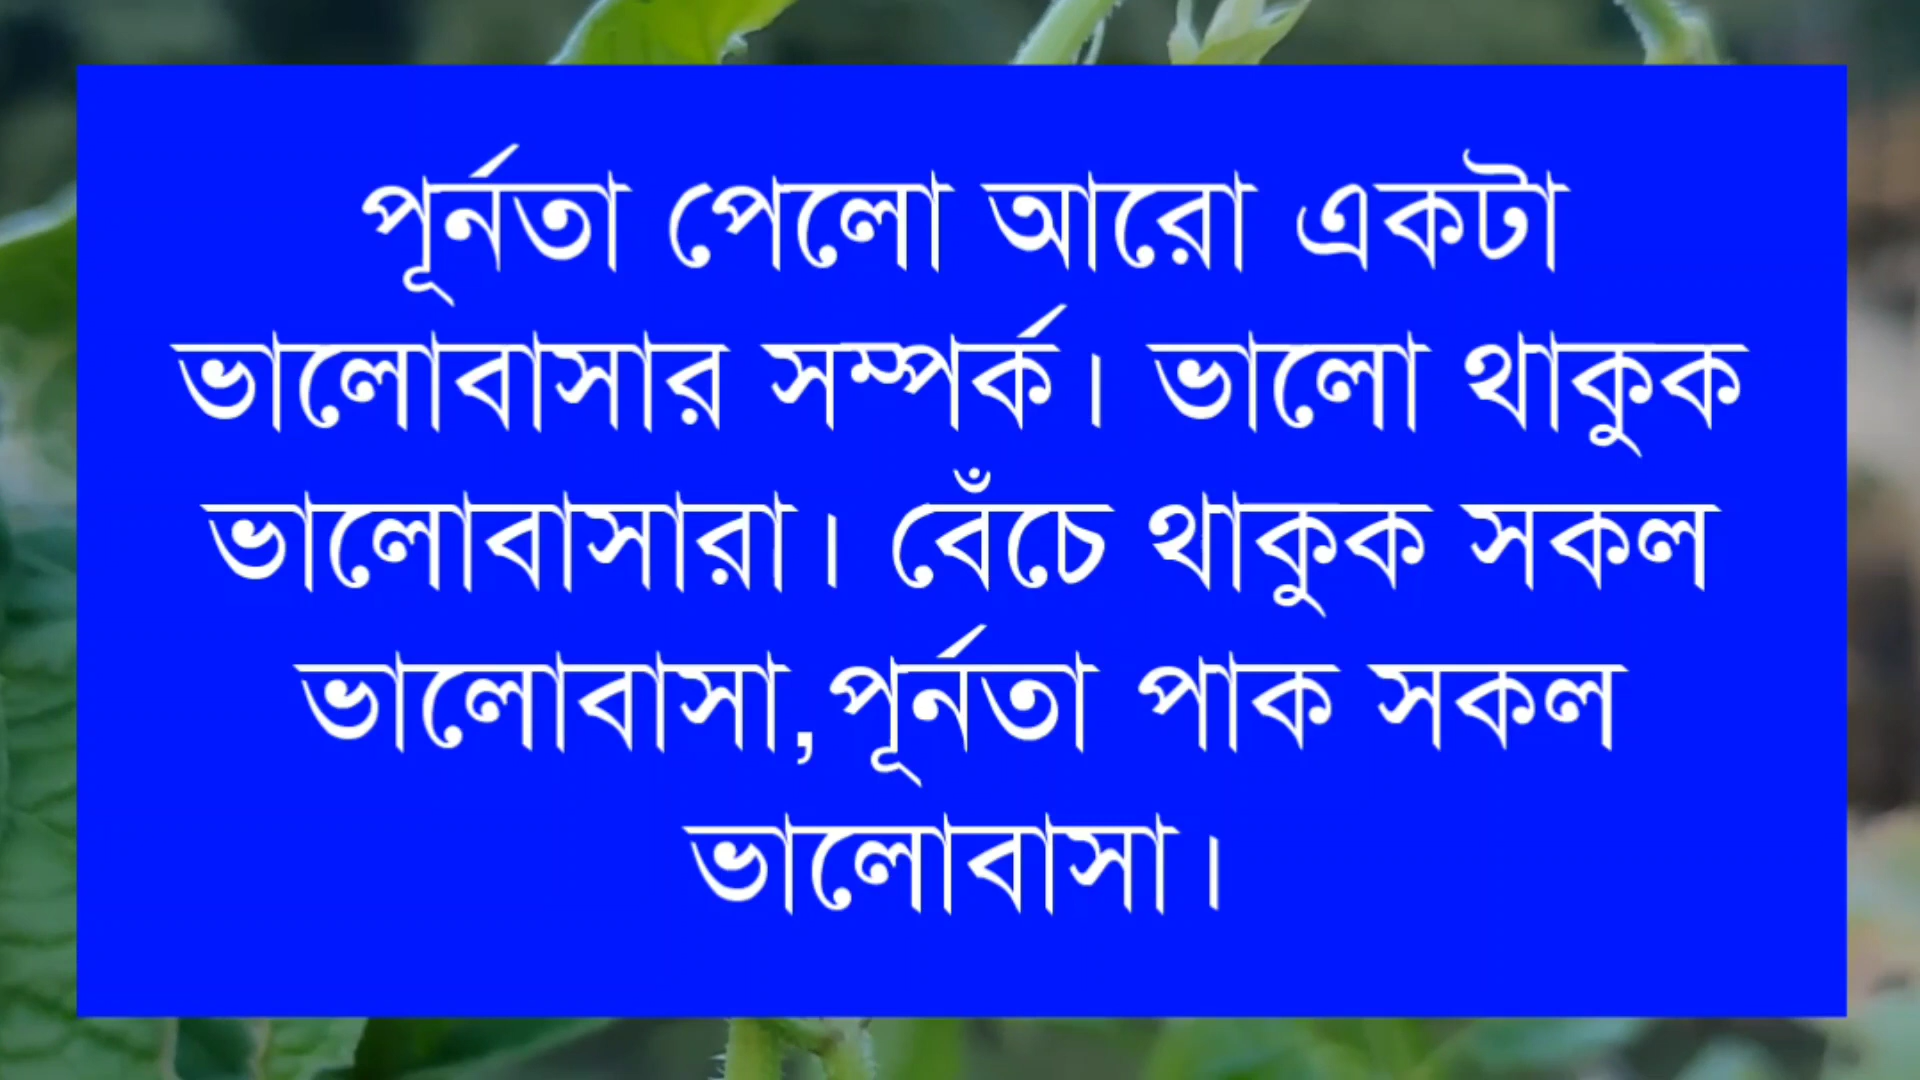 পূর্নতা পেলো আরো একটা
ভালোবাসার সম্পর্ক। ভালো থাকুক
ভালোবাসারা। বেঁচে থাকুক সকল
ভালোবাসা,পূর্নতা পাক সকল
ভালোবাসা।